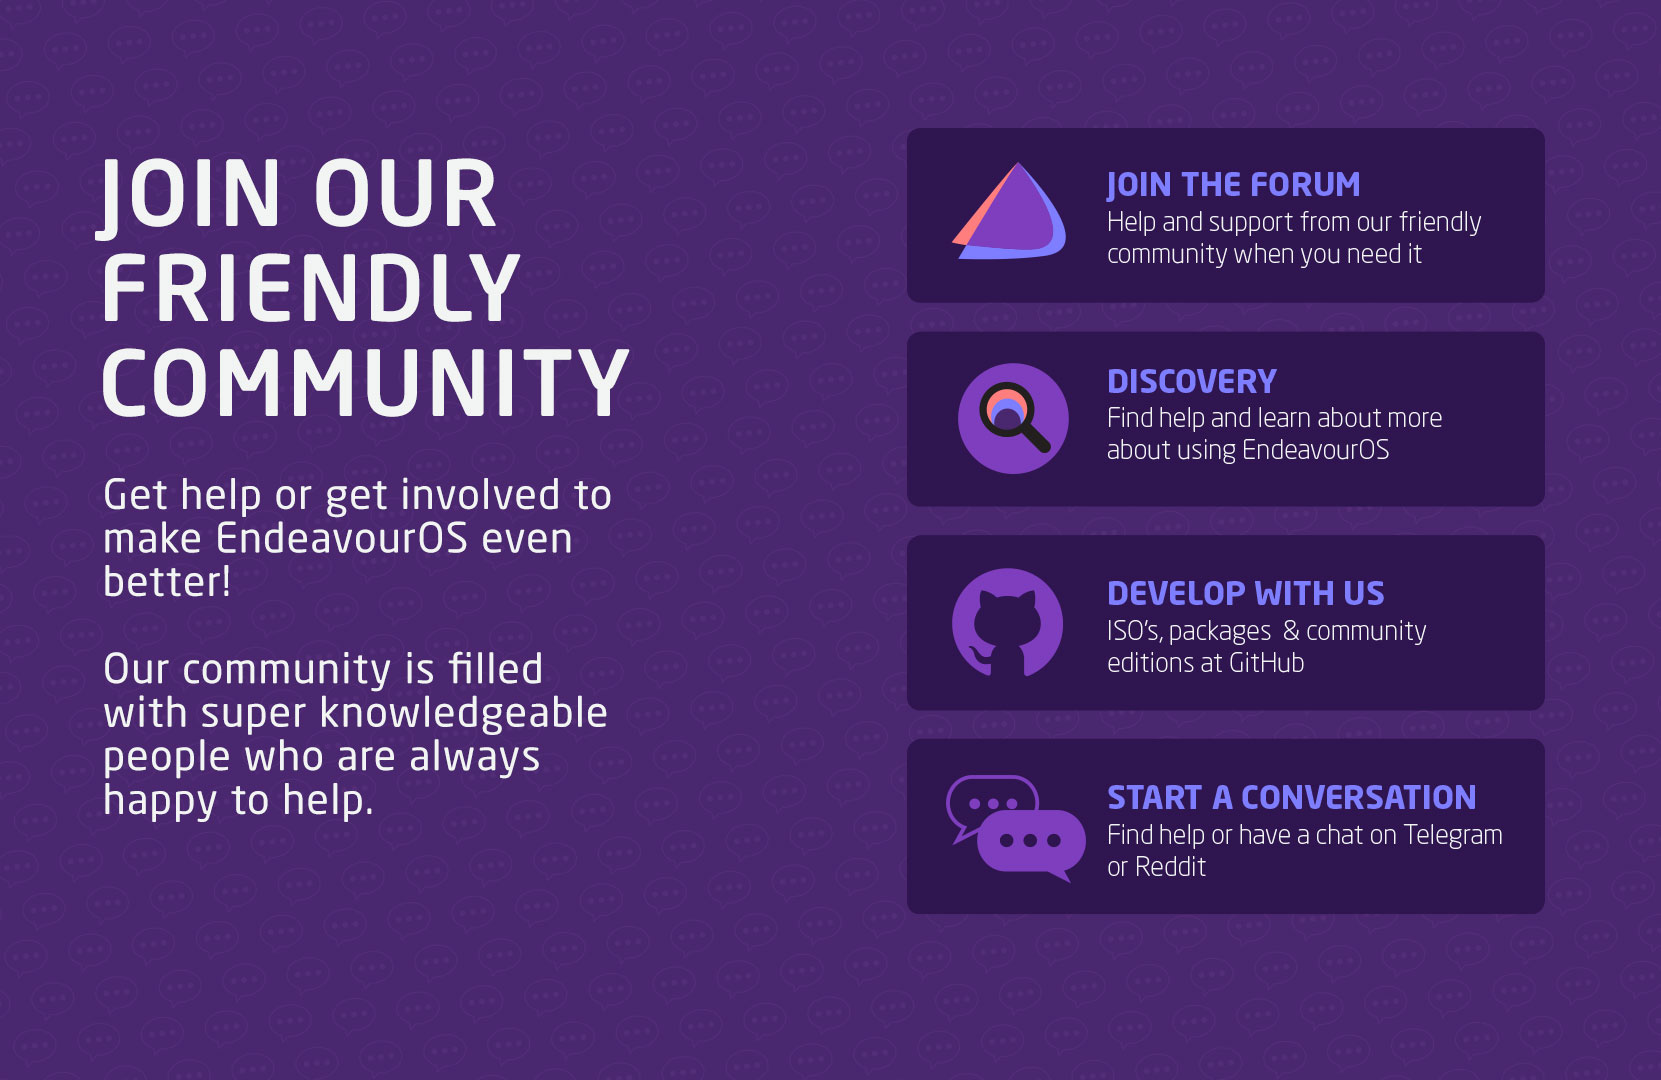 JOIN OUR
FRIENDLY
COMMUNITY
Get help or get involved to
make EndeavourOS even
better!
Our community is filled
with super knowledgeable
people who are always
happy to help.
JOIN THE FORUM
Help and support from our friendly
community when you need it
DISCOVERY
Find help and learn about more
about using EndeavourOS
DEVELOP WITH US
ISO's, packages & community
editions at GitHub
START A CONVERSATION
Find help or have a chat on Telegram
or Reddit